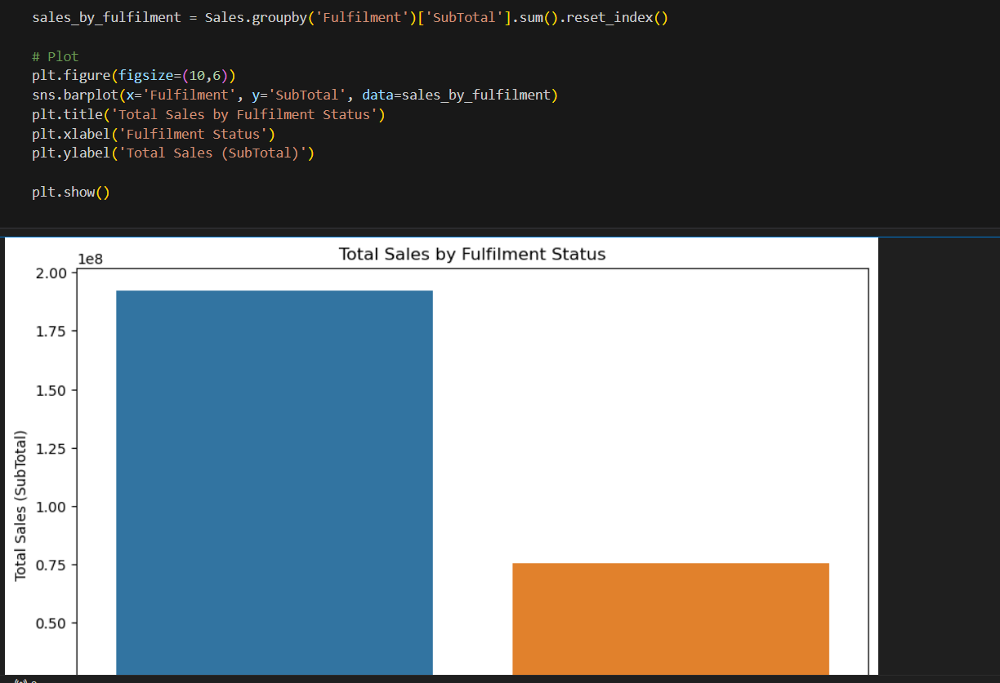 sales_by_fulfilment = Sales.groupby('Fulfilment')['SubTotal'].sum().reset_index()
# Plot
plt.figure(figsize=(10,6))
sns.barplot(x='Fulfilment', y='SubTotal', data=sales_by_fulfilment)
plt.title('Total Sales by Fulfilment Status')
plt.xlabel('Fulfilment Status')
plt.ylabel('Total Sales (SubTotal)')
plt.show()
Total Sales by Fulfilment Status
1e8
2.00
1.75
1.50
1.25
1.00
0.75
0.50
Total Sales (SubTotal)